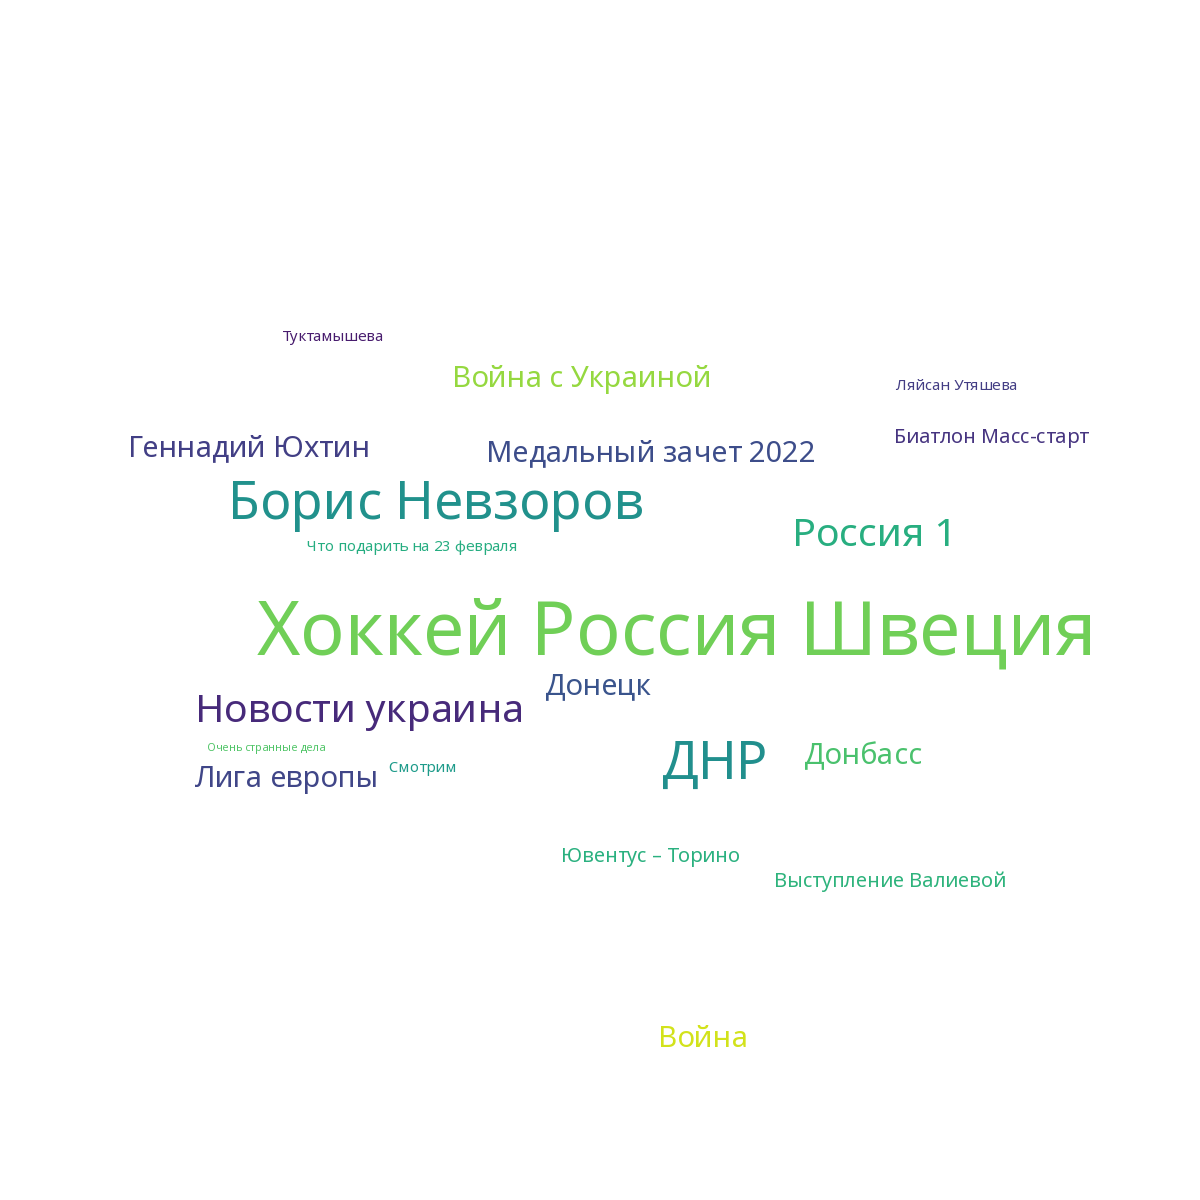 Туктамышева
Война с Украиной
Ляйсан Утяшева
Биатлон Масс-старт
Геннадий Юхтин
Медальный зачет 2022
Борис Невзоров
Россия 1
Что подарить на 23 февраля
Хоккей Россия Швеция
Донецк
Новости украина
Очень странные дела
ДНР
Донбасс
Лига европы
Смотрим
Ювентус – Торино
Выступление Валиевой
Война